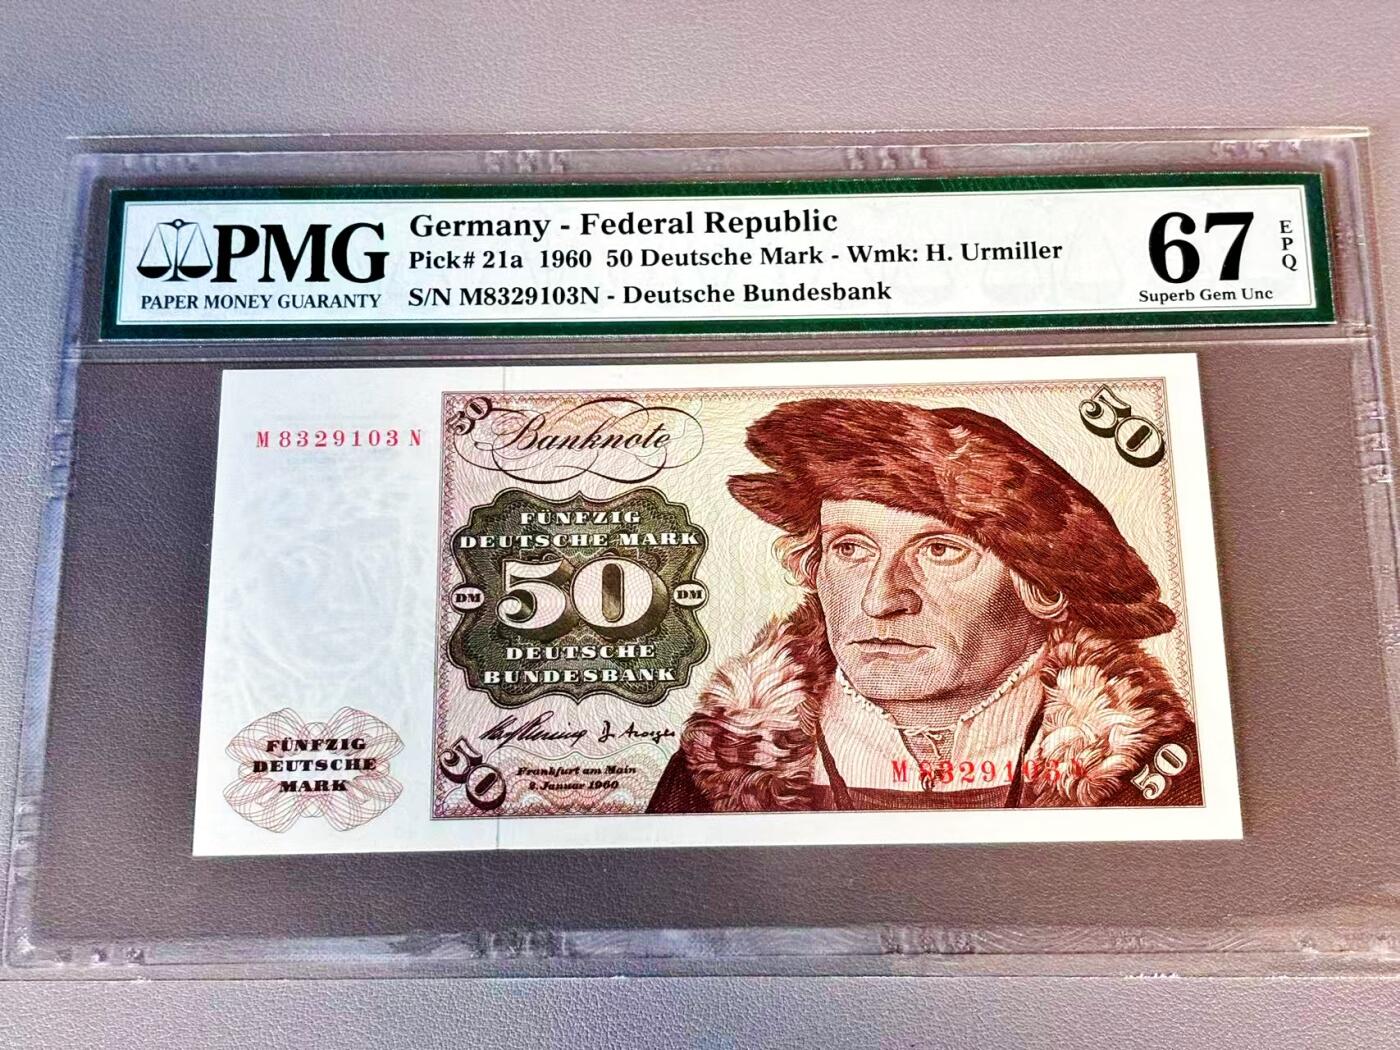 PMG
PAPER MONEY GUARANTY
Germany - Federal Republic
Pick# 21a 1960 50 Deutsche Mark - Wmk: H. Urmiller
S/N M8329103N - Deutsche Bundesbank
67
EPQ
Superb Gem Unc
M8329103N
50
Banknote
50
FÜNFZIG
DEUTSCHE MARK
DM 50 DM
DEUTSCHE
BUNDESBANK
FÜNFZIG
DEUTSCHE
MARK
50
Frankfurt am Main
2. Januar 1960
M8329103N
50